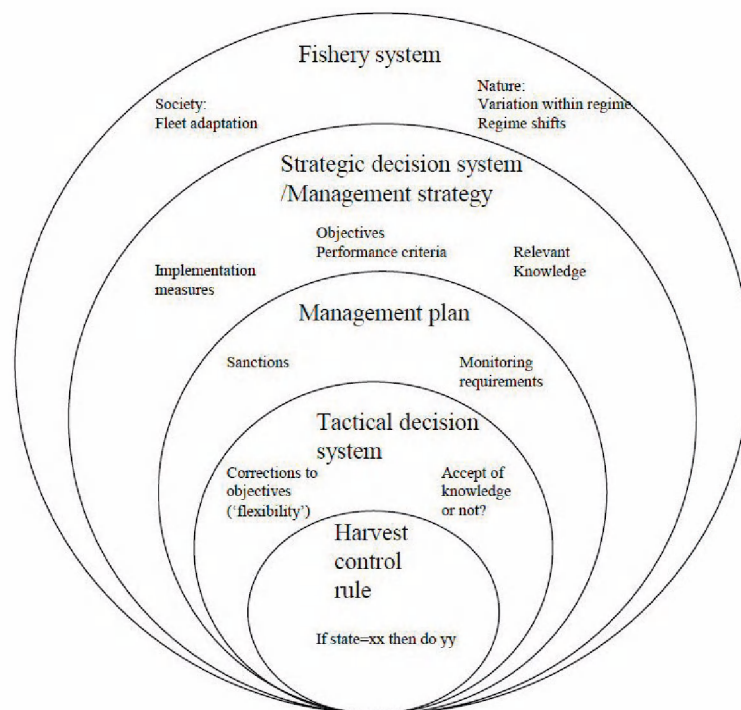 Fishery system
Society:
Fleet adaptation
Nature:
Variation within regime
Regime shifts
Strategic decision system
/Management strategy
Objectives
Performance criteria
Implementation
measures
Relevant
Knowledge
Management plan
Sanctions
Monitoring
requirements
Tactical decision
system
Corrections to
objectives
('flexibility')
Accept of
knowledge
or not?
Harvest
control
rule
If state=xx then do yy